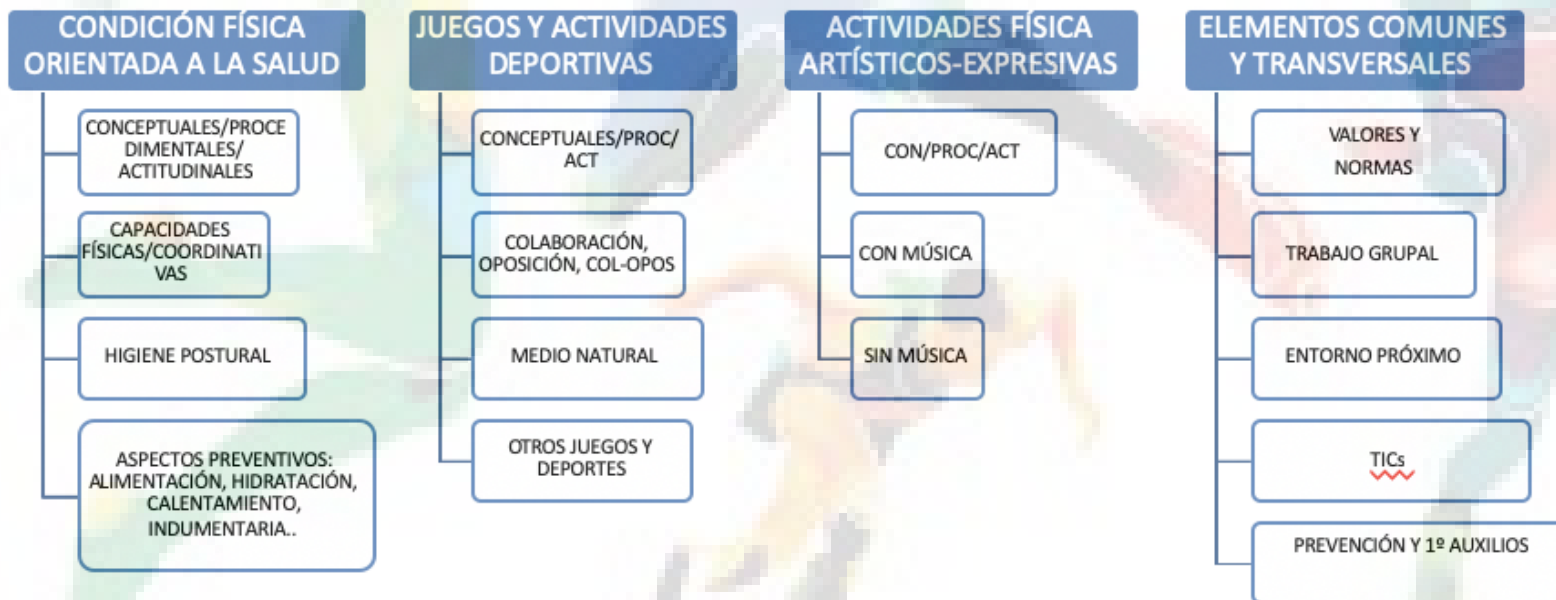 CONDICIÓN FÍSICA
ORIENTADA A LA SALUD
CONCEPTUALES/PROCE
DIMENTALES/
ACTITUDINALES
CAPACIDADES
FÍSICAS/COORDINATI
VAS
HIGIENE POSTURAL
ASPECTOS PREVENTIVOS:
ALIMENTACIÓN, HIDRATACIÓN,
CALENTAMIENTO,
INDUMENTARIA..
JUEGOS Y ACTIVIDADES
DEPORTIVAS
CONCEPTUALES/PROC/
ACT
COLABORACIÓN,
OPOSICIÓN, COL-OPOS
MEDIO NATURAL
OTROS JUEGOS Y
DEPORTES
ACTIVIDADES FÍSICA
ARTÍSTICOS-EXPRESIVAS
CON/PROC/ACT
CON MÚSICA
SIN MÚSICA
ELEMENTOS COMUNES
Y TRANSVERSALES
VALORES Y
NORMAS
TRABAJO GRUPAL
ENTORNO PRÓXIMO
TICs
PREVENCIÓN Y 1º AUXILIOS